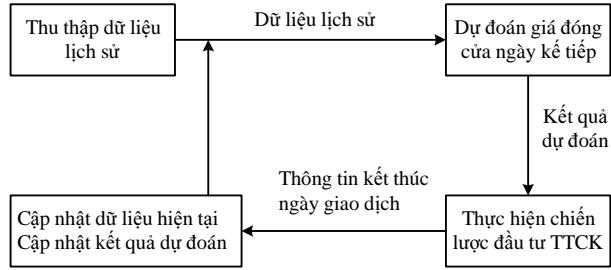 Thu thập dữ liệu
lịch sử
Dữ liệu lịch sử
Dự đoán giá đóng
cửa ngày kế tiếp
Kết quả
dự đoán
Thông tin kết thúc
ngày giao dịch
Cập nhật dữ liệu hiện tại
Cập nhật kết quả dự đoán
Thực hiện chiến
lược đầu tư TTCK